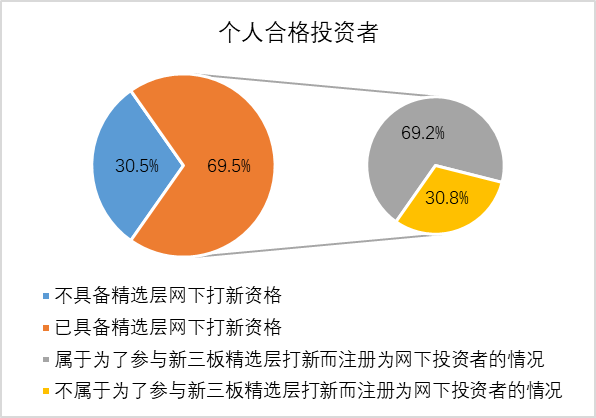 个人合格投资者
69.2%
30.5%
69.5%
30.8%
不具备精选层网下打新资格
已具备精选层网下打新资格
属于为了参与新三板精选层打新而注册为网下投资者的情况
不属于为了参与新三板精选层打新而注册为网下投资者的情况